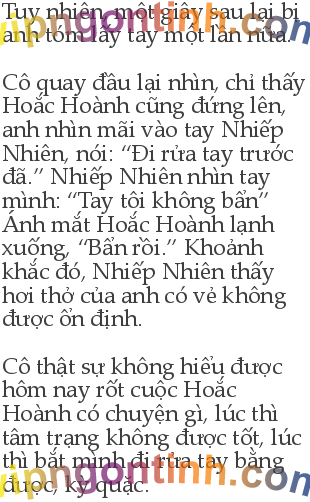 Tuy nhiên, một giây sau lại bị
anh tóm lấy tay một lần nữa.
Cô quay đầu lại nhìn, chỉ thấy
Hoắc Hoành cũng đứng lên,
anh nhìn mãi vào tay Nhiếp
Nhiên, nói: “Đi rửa tay trước
đã.” Nhiếp Nhiên nhìn tay
mình: “Tay tôi không bẩn”
Ánh mắt Hoắc Hoành lạnh
xuống, “Bẩn rồi.” Khoảnh
khắc đó, Nhiếp Nhiên thấy
hơi thở của anh có vẻ không
được ổn định.
Cô thật sự không hiểu được
hôm nay rốt cuộc Hoắc
Hoành có chuyện gì, lúc thì
tâm trạng không được tốt, lúc
thì bắt mình đi rửa tay bằng
được, kỳ quặc.
vipngontinh.com
vipngontinh.com